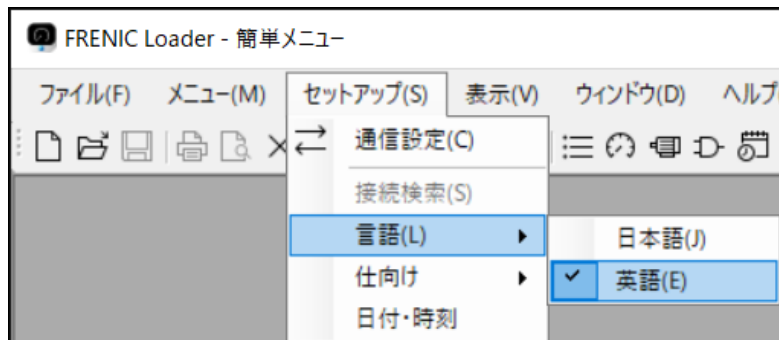 FRENIC Loader - 簡単メニュー
ファイル(F) メニュー(M) セットアップ(S) 表示(V) ウィンドウ(D) ヘルプ(
通信設定(C)
接続検索(S)
言語(L)
日本語(J)
英語(E)
仕向け
日付・時刻